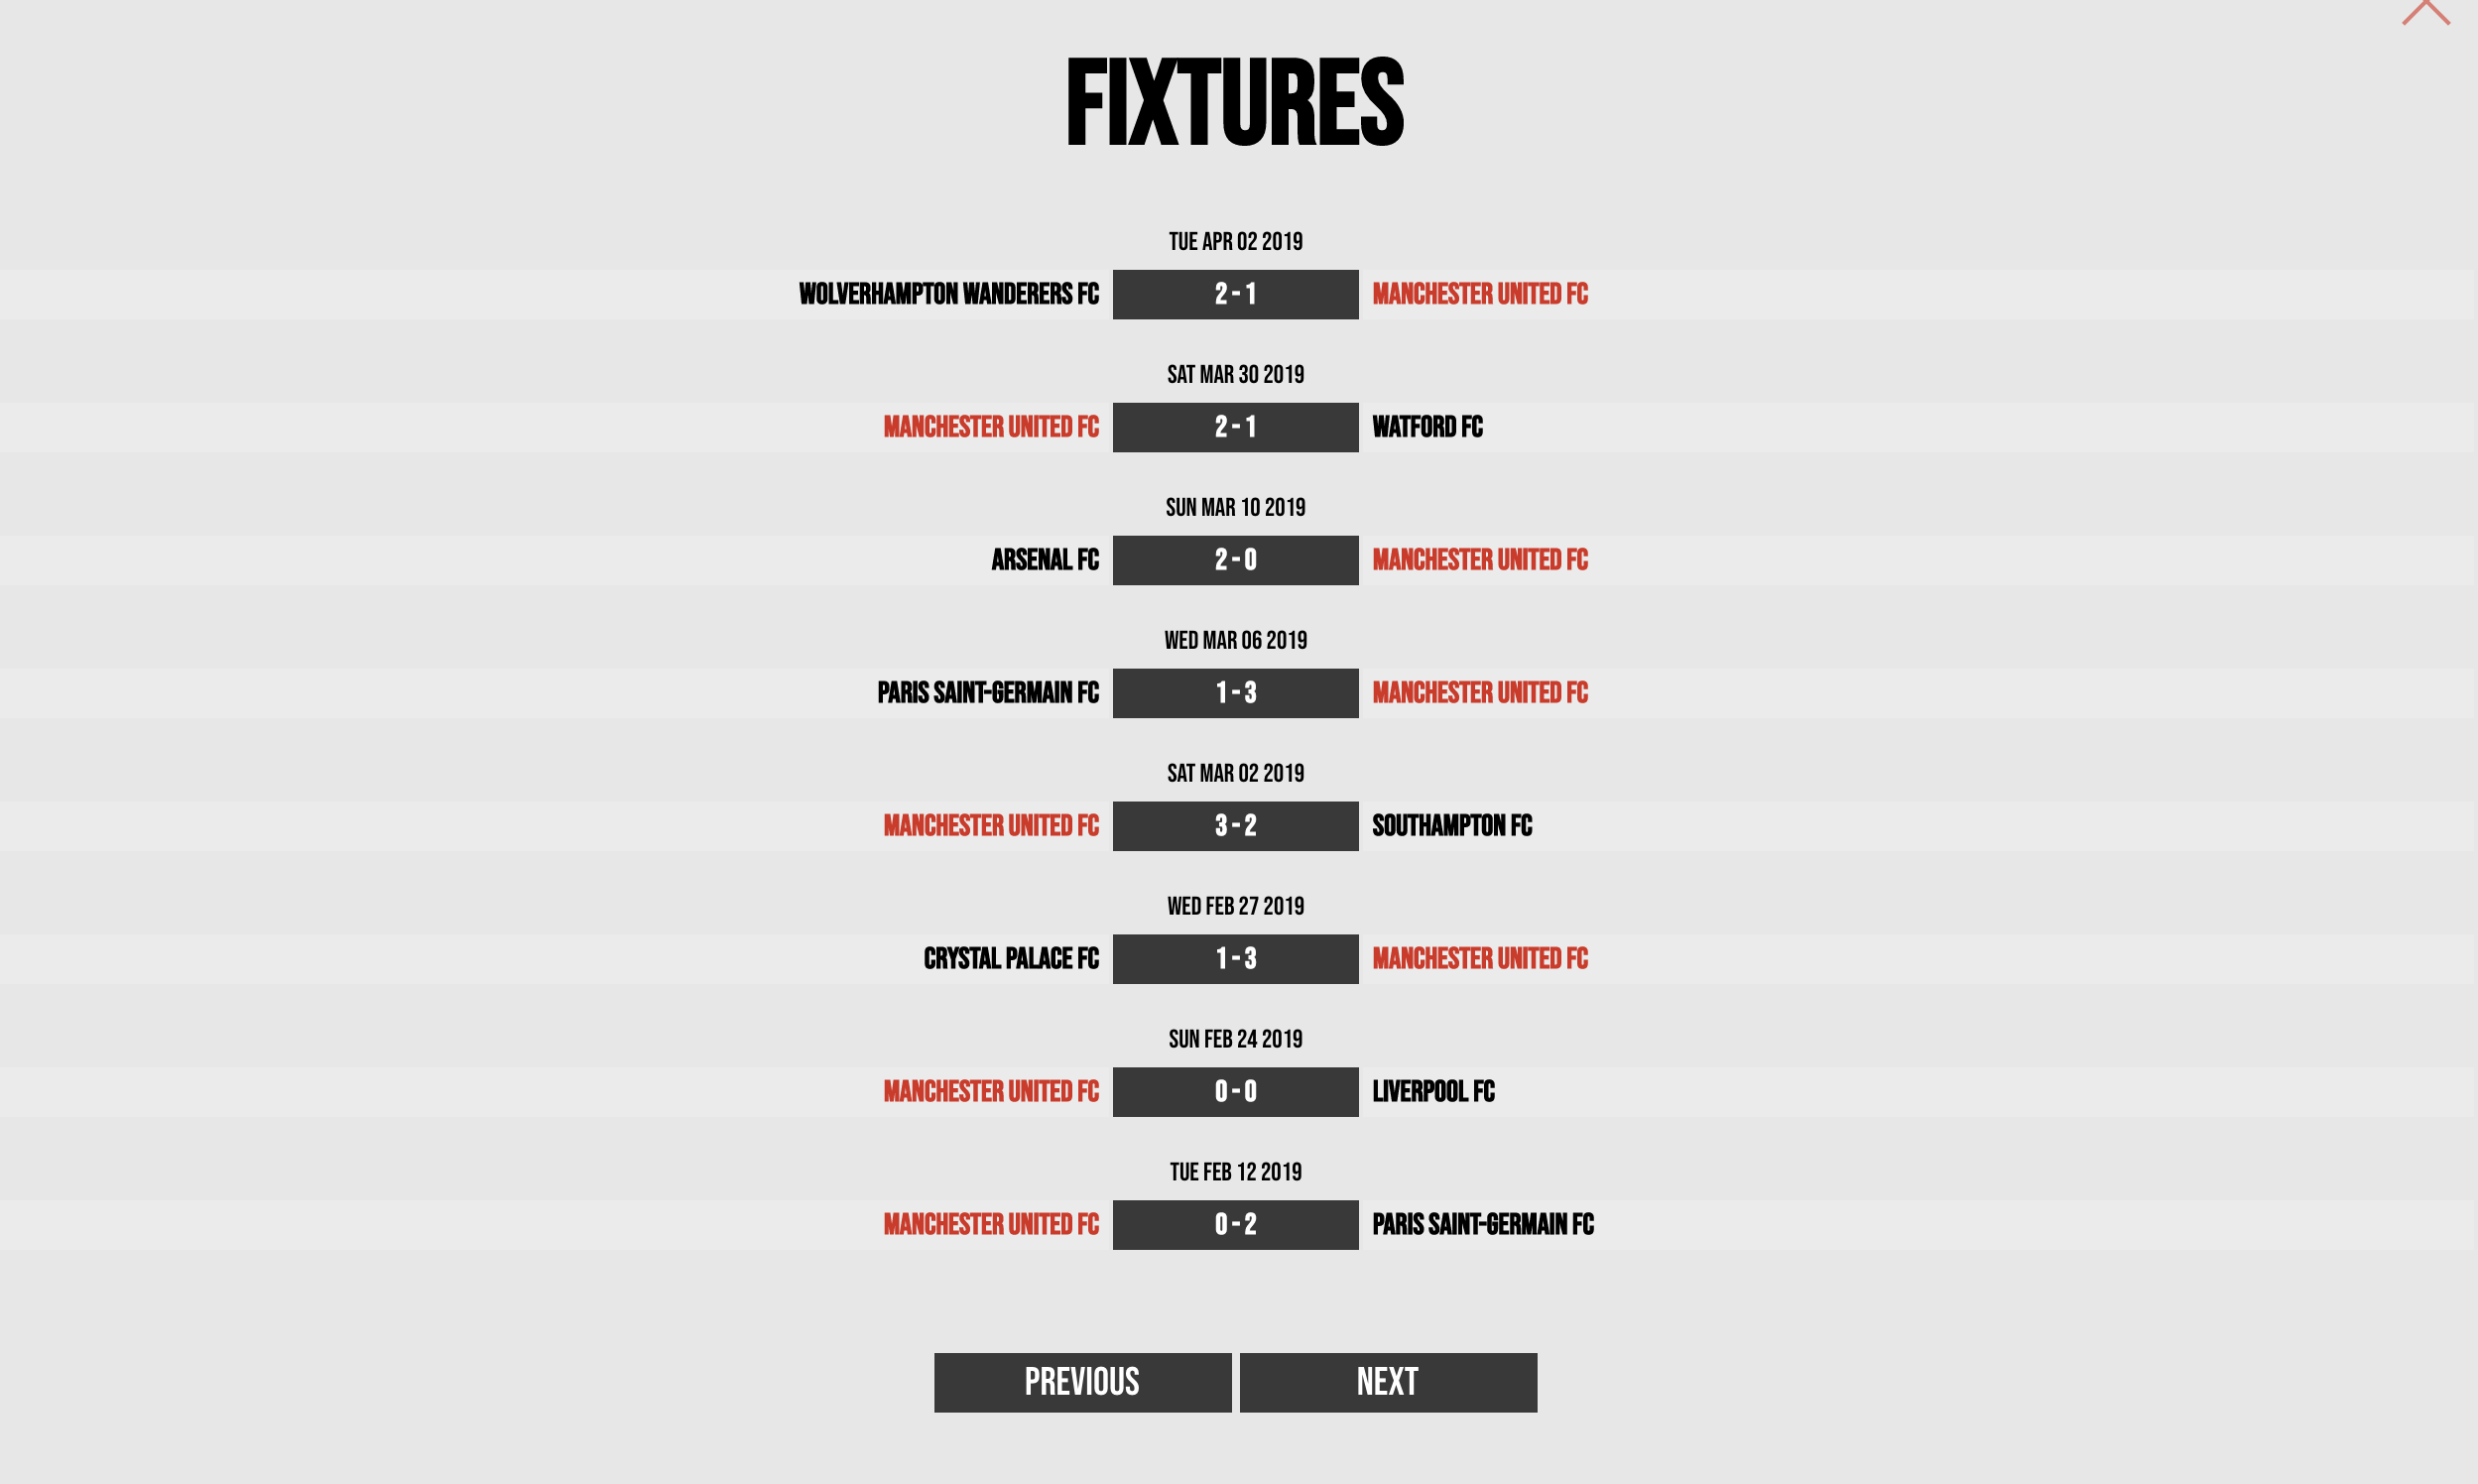 FIXTURES
TUE APR 02 2019
WOLVERHAMPTON WANDERERS FC 2 - 1 MANCHESTER UNITED FC
SAT MAR 30 2019
MANCHESTER UNITED FC 2 - 1 WATFORD FC
SUN MAR 10 2019
ARSENAL FC 2 - 0 MANCHESTER UNITED FC
WED MAR 06 2019
PARIS SAINT-GERMAIN FC 1 - 3 MANCHESTER UNITED FC
SAT MAR 02 2019
MANCHESTER UNITED FC 3 - 2 SOUTHAMPTON FC
WED FEB 27 2019
CRYSTAL PALACE FC 1 - 3 MANCHESTER UNITED FC
SUN FEB 24 2019
MANCHESTER UNITED FC 0 - 0 LIVERPOOL FC
TUE FEB 12 2019
MANCHESTER UNITED FC 0 - 2 PARIS SAINT-GERMAIN FC
PREVIOUS NEXT